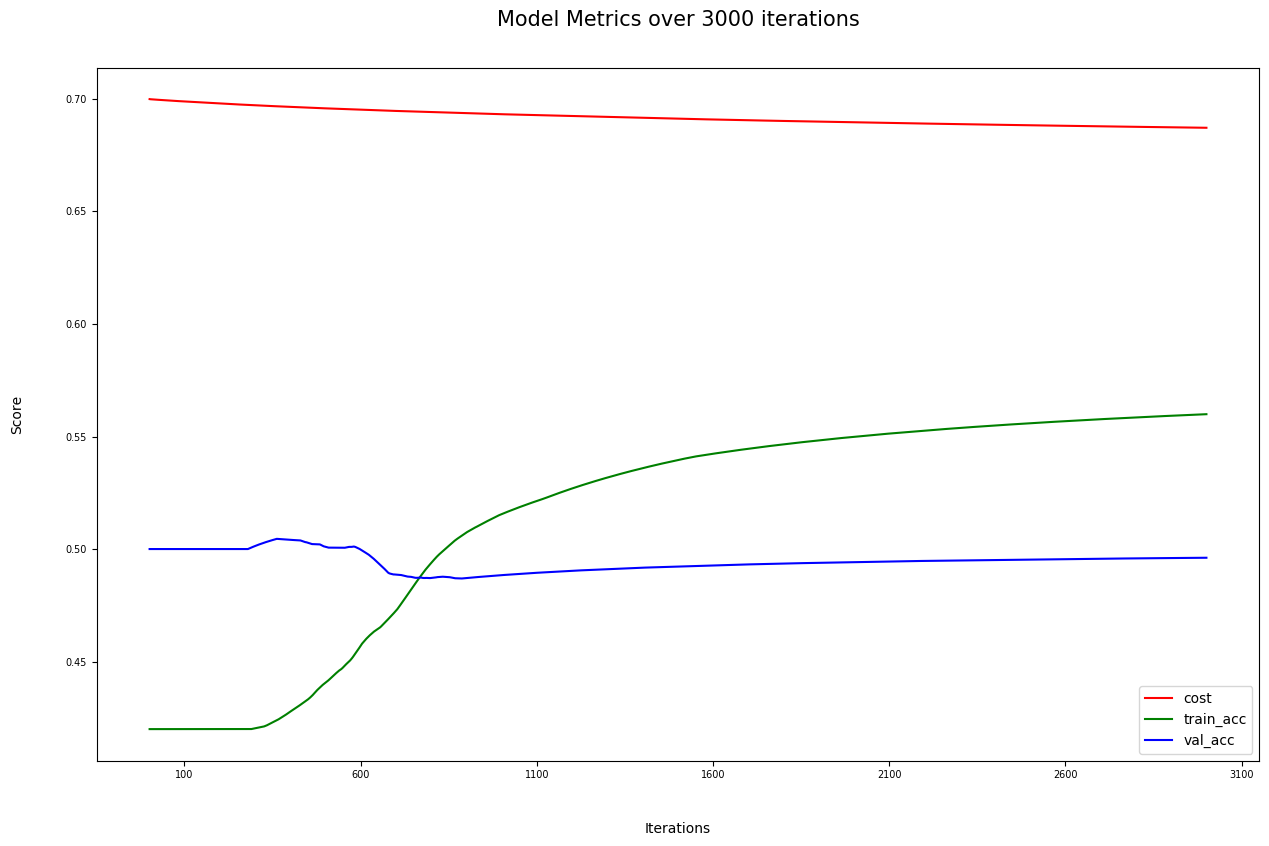 Model Metrics over 3000 iterations
0.70
0.65
0.60
0.55
0.50
0.45
Score
100 600 1100 1600 2100 2600 3100
Iterations
cost
train_acc
val_acc